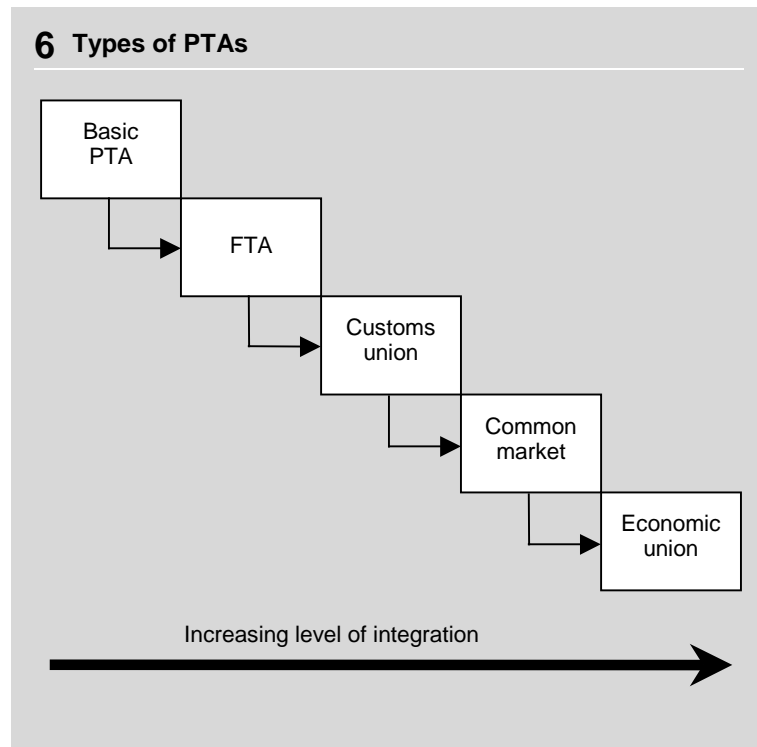 6 Types of PTAs
Basic
PTA
FTA
Customs
union
Common
market
Economic
union
Increasing level of integration